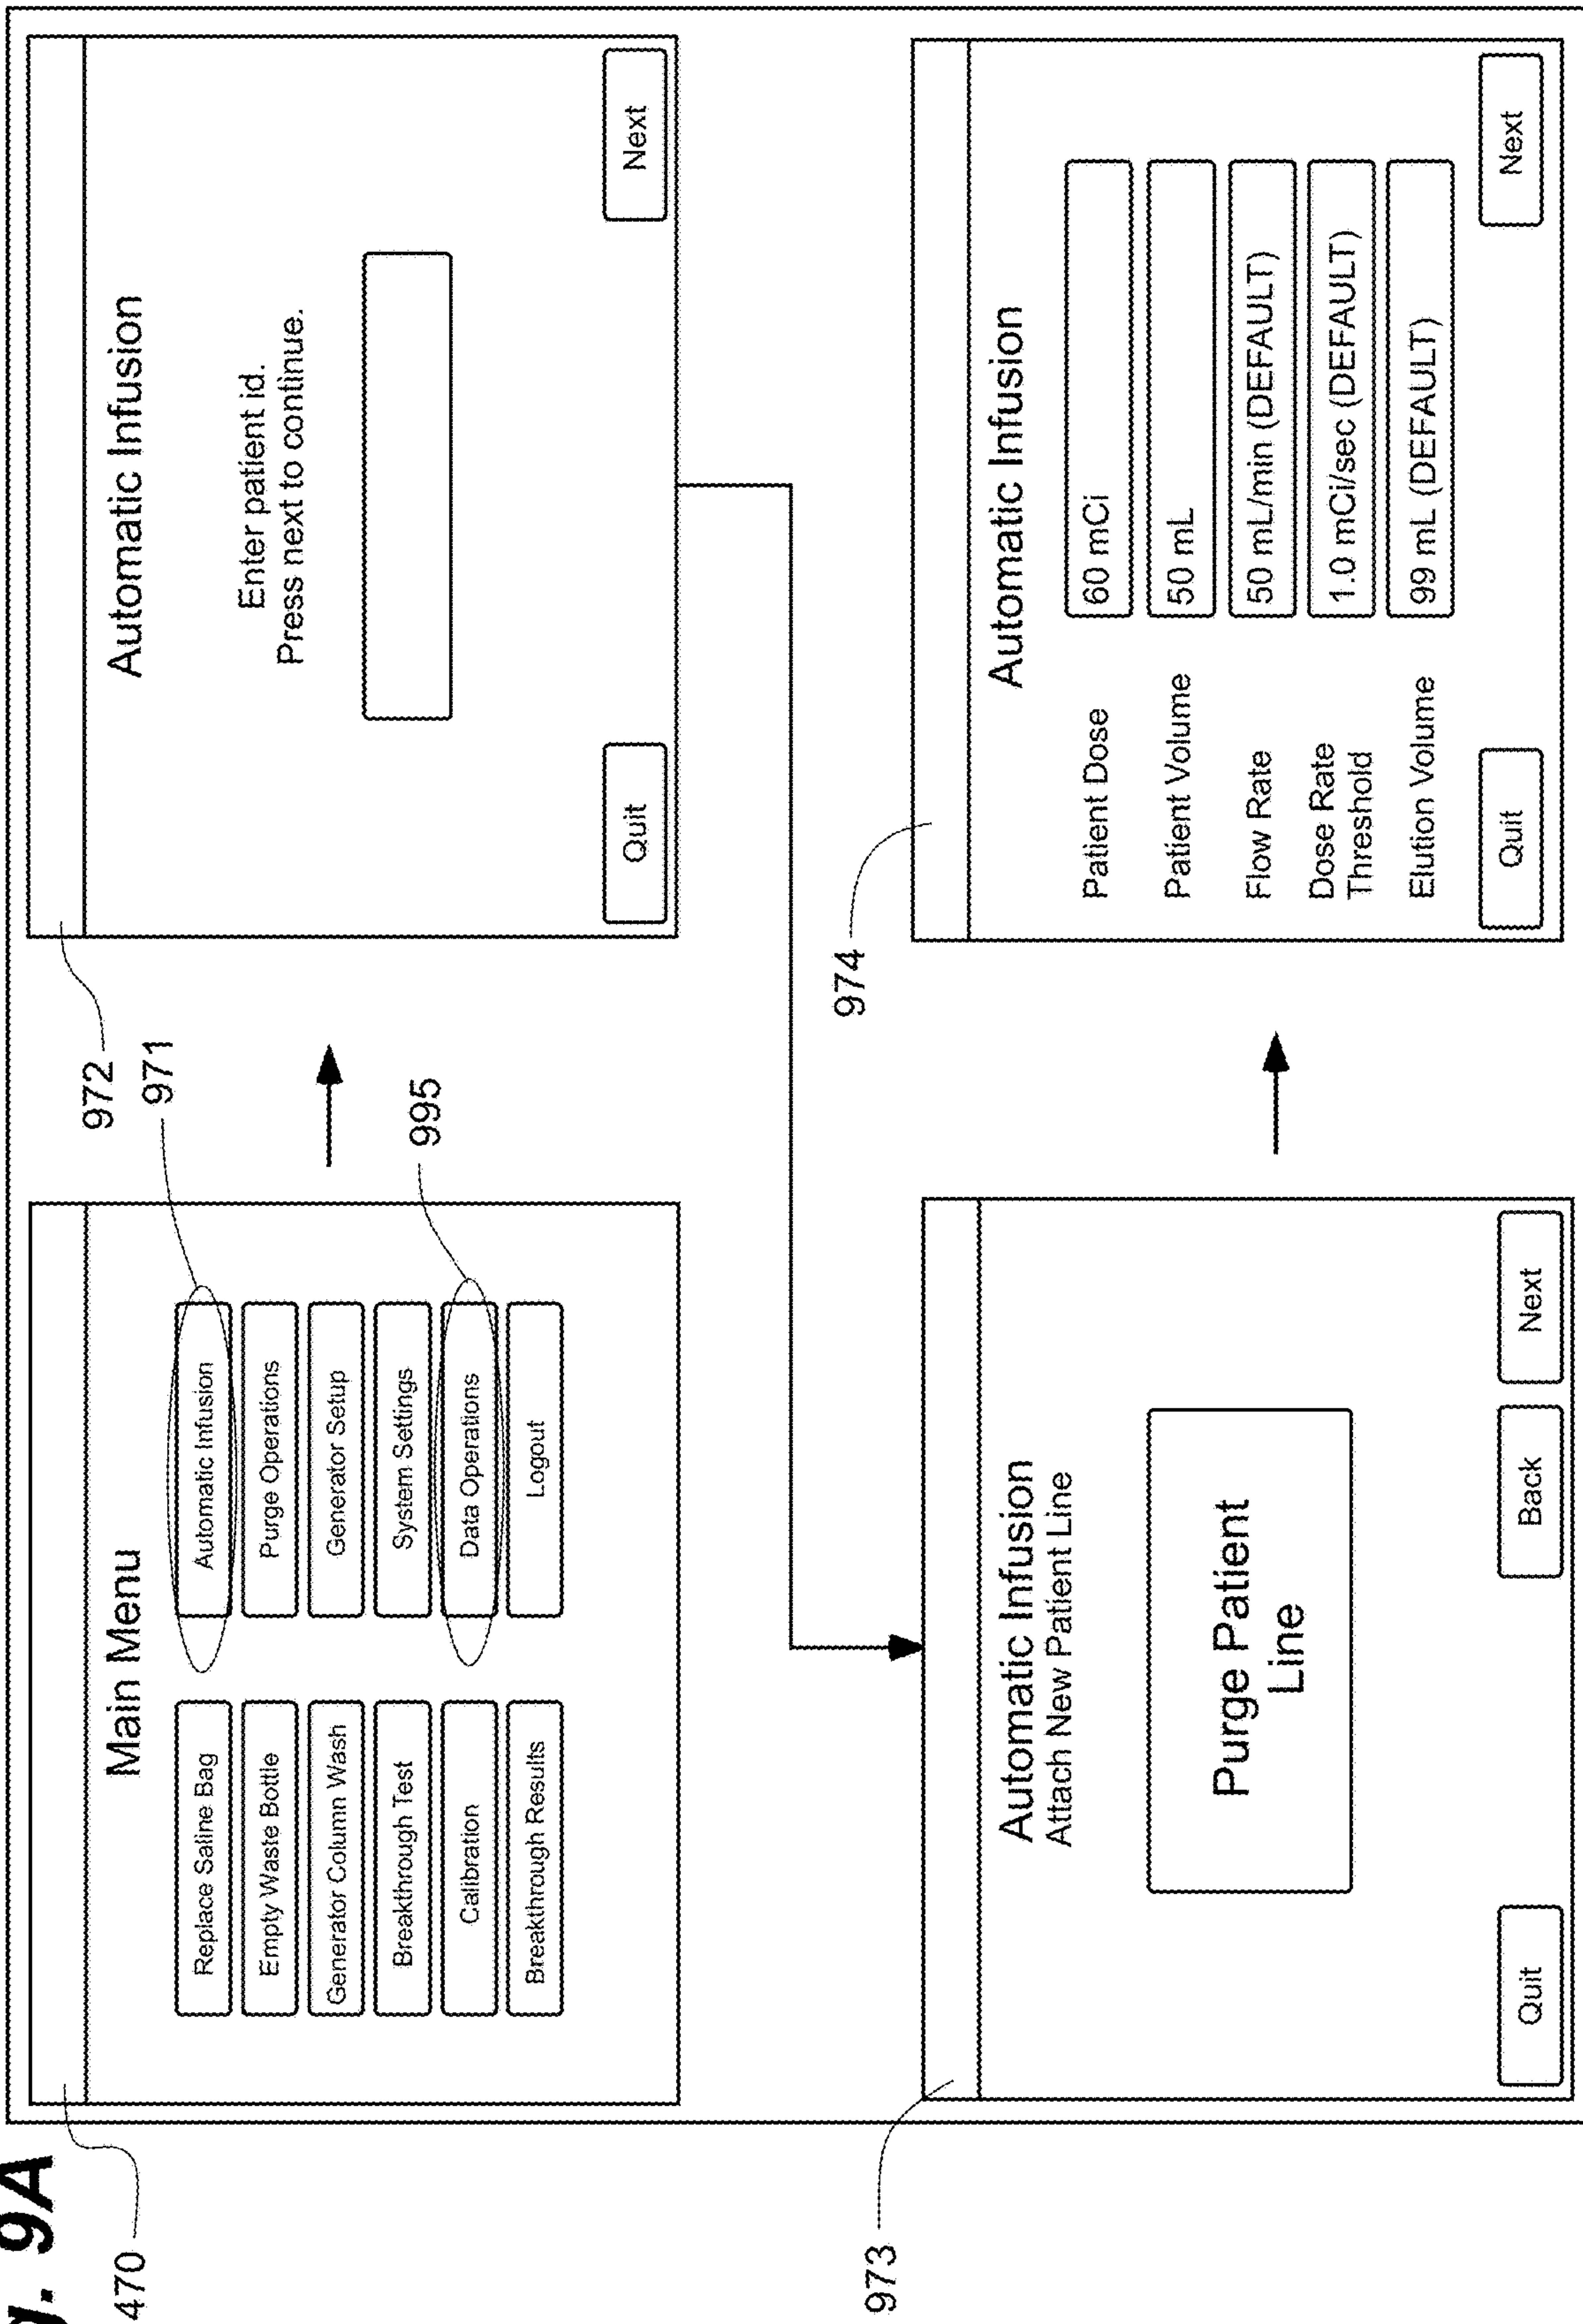 g. 9A
470
Main Menu
Replace Saline Bag
Automatic Infusion
Empty Waste Bottle
Purge Operations
Generator Column Wash
Generator Setup
Breakthrough Test
System Settings
Calibration
Data Operations
Breakthrough Results
Logout
971
995
972
Automatic Infusion
Enter patient id.
Press next to continue.
Quit
Next
973
Automatic Infusion
Attach New Patient Line
Purge Patient
Line
Quit
Back
Next
974
Automatic Infusion
Patient Dose
60 mCi
Patient Volume
50 mL
Flow Rate
50 mL/min (DEFAULT)
Dose Rate
Threshold
1.0 mCi/sec (DEFAULT)
Elution Volume
99 mL (DEFAULT)
Quit
Next